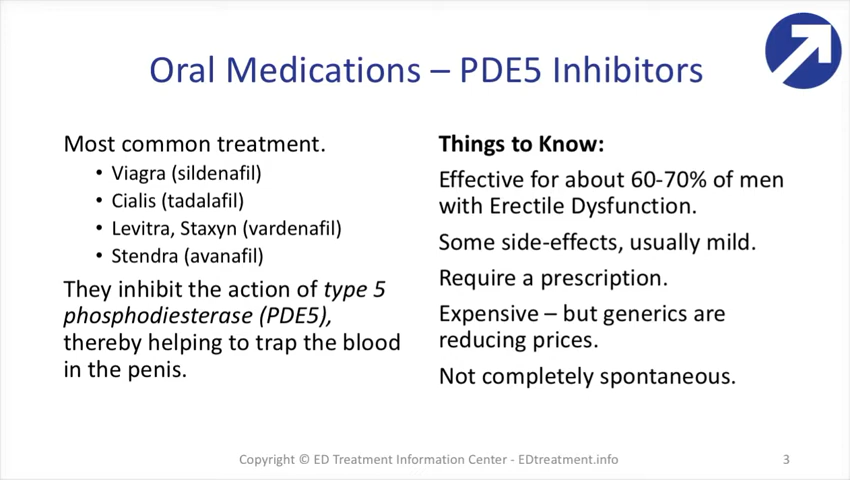 Oral Medications – PDE5 Inhibitors
Most common treatment.
• Viagra (sildenafil)
• Cialis (tadalafil)
• Levitra, Staxyn (vardenafil)
• Stendra (avanafil)
They inhibit the action of type 5
phosphodiesterase (PDE5),
thereby helping to trap the blood
in the penis.
Things to Know:
Effective for about 60-70% of men
with Erectile Dysfunction.
Some side-effects, usually mild.
Require a prescription.
Expensive – but generics are
reducing prices.
Not completely spontaneous.
Copyright © ED Treatment Information Center - EDtreatment.info
3